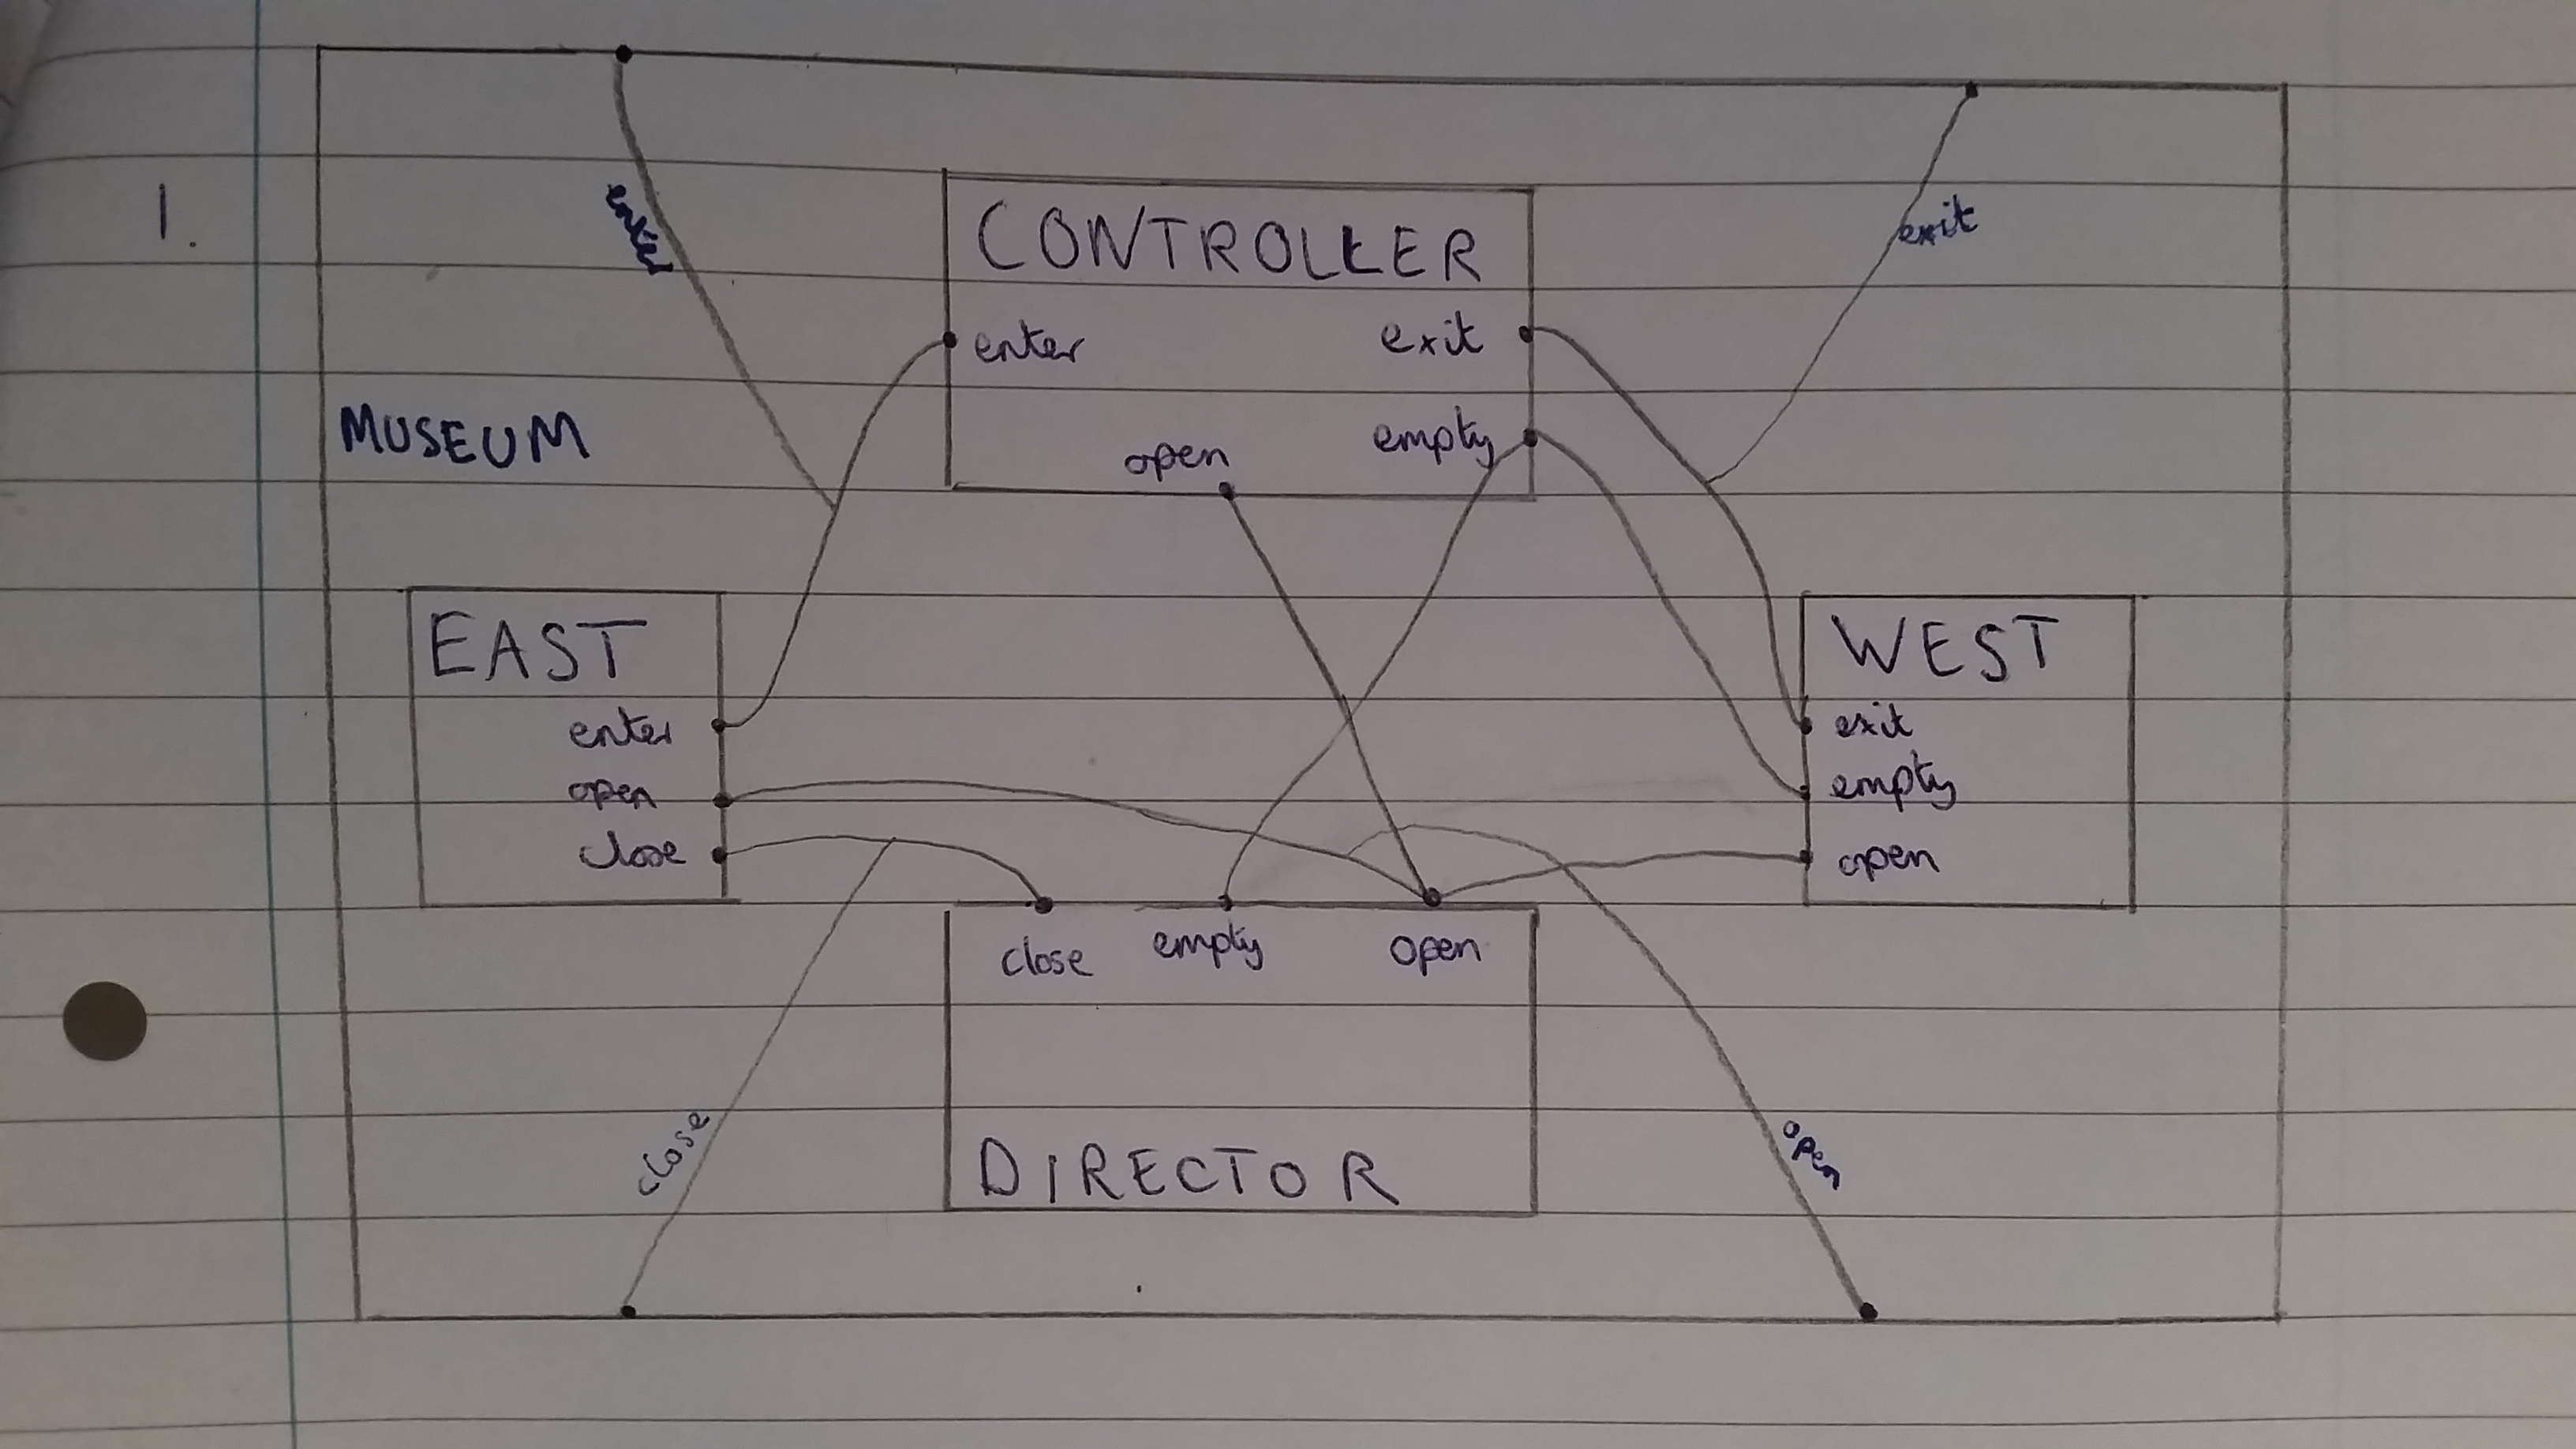 1.
enter
exit
CONTROLLER
enter
exit
MUSEUM
open
empty
EAST
enter
open
close
WEST
exit
empty
open
close
empty
open
close
open
DIRECTOR